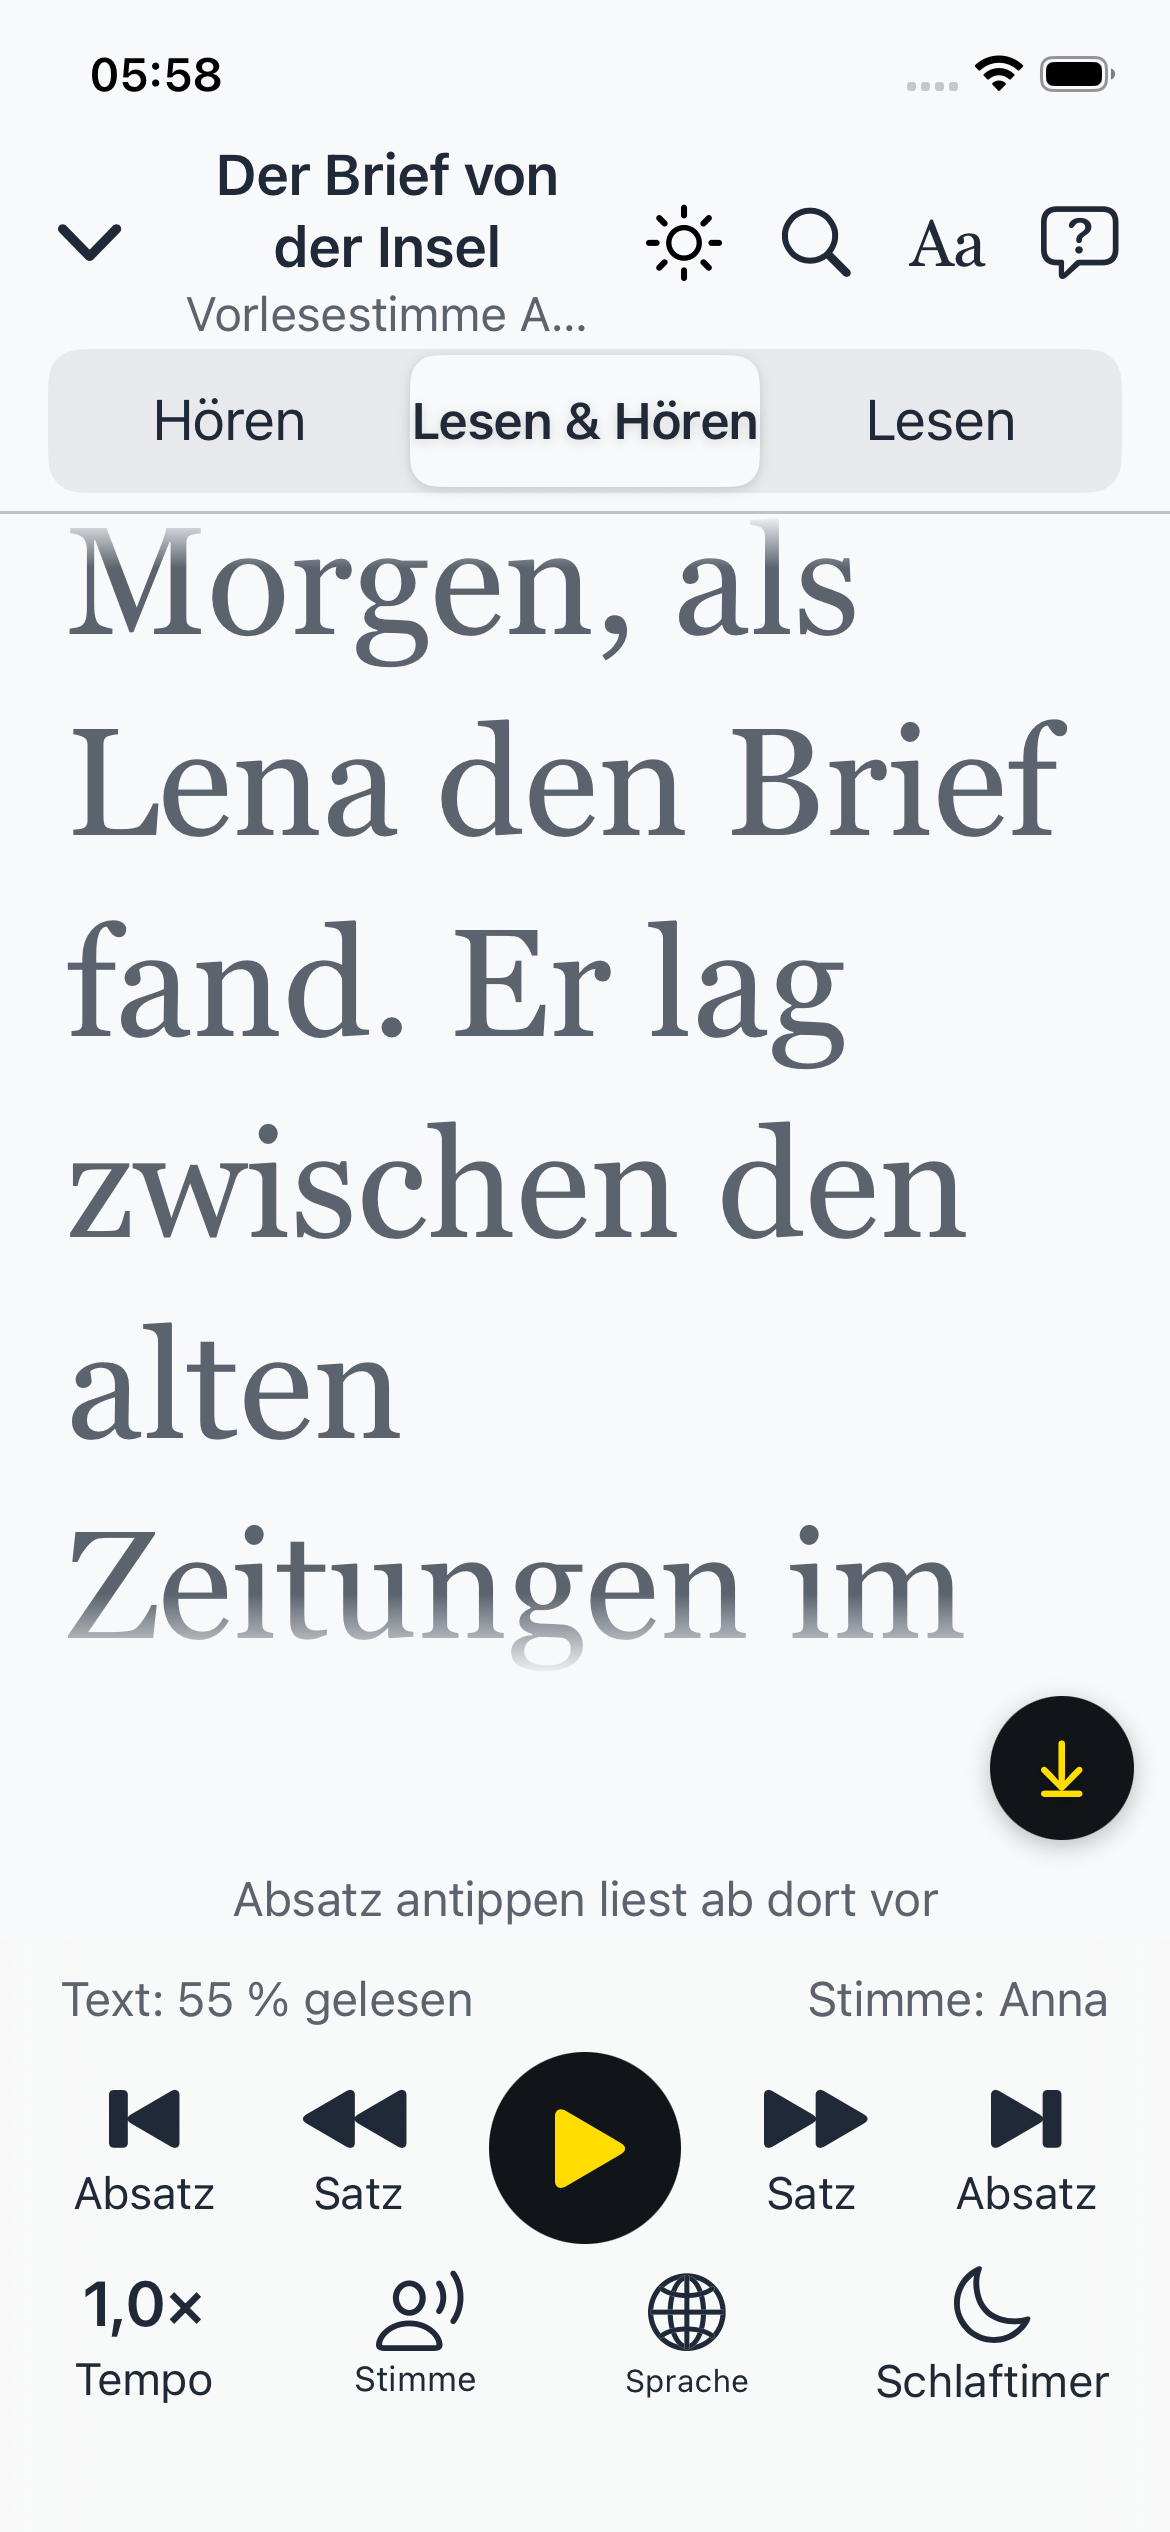 05:58
Der Brief von
der Insel
Vorlesestimme A...
Aa
?
Hören
Lesen & Hören
Lesen
Morgen, als
Lena den Brief
fand. Er lag
zwischen den
alten
Zeitungen im
Absatz antippen liest ab dort vor
Text: 55 % gelesen
Stimme: Anna
Absatz
Satz
Satz
Absatz
1,0×
Tempo
Stimme
Sprache
Schlaftimer